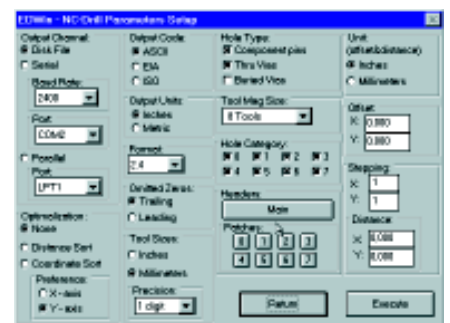 EDWin - NC-Drill Parameters Setup
Output Channel:
Disk File
Serial
Baud Rate:
2400
Port:
COM2
Parallel
Port:
LPT1
Optimalization:
None
Distance Sort
Coordinate Sort
Preference:
X-axis
Y-axis
Output Code:
ASCII
EIA
ISO
Output Units:
Inches
Metric
Format:
2.4
Omitted Zeros:
Trailing
Leading
Tool Sizes:
Inches
Millimeters
Precision:
1 digit
Hole Type:
Component pins
Thru Vias
Buried Vias
Tool Mag Size:
8 Tools
Hole Category:
0 1 2 3
4 5 6 7
Headers:
Main
Patches:
0 1 2 3
4 5 6 7
Return
Unit
(offset&distance)
Inches
Millimeters
Offset:
X: 0.000
Y: 0.000
Stepping:
X: 1
Y: 1
Distance:
X: 6.000
Y: 6.000
Execute